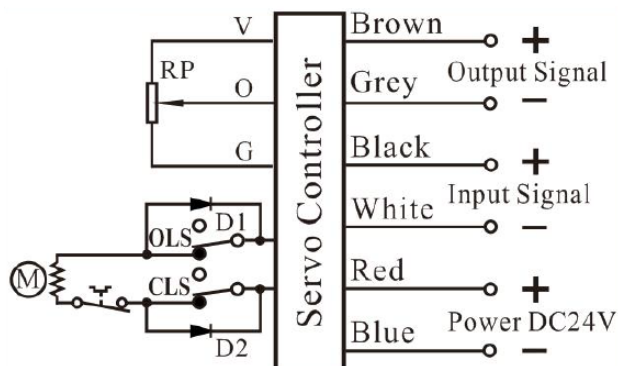 V
Brown
+
RP
Output Signal
O
Grey
−
G
Black
+
Servo Controller
Input Signal
White
−
D1
OLS
M
CLS
Red
+
Power DC24V
D2
Blue
−